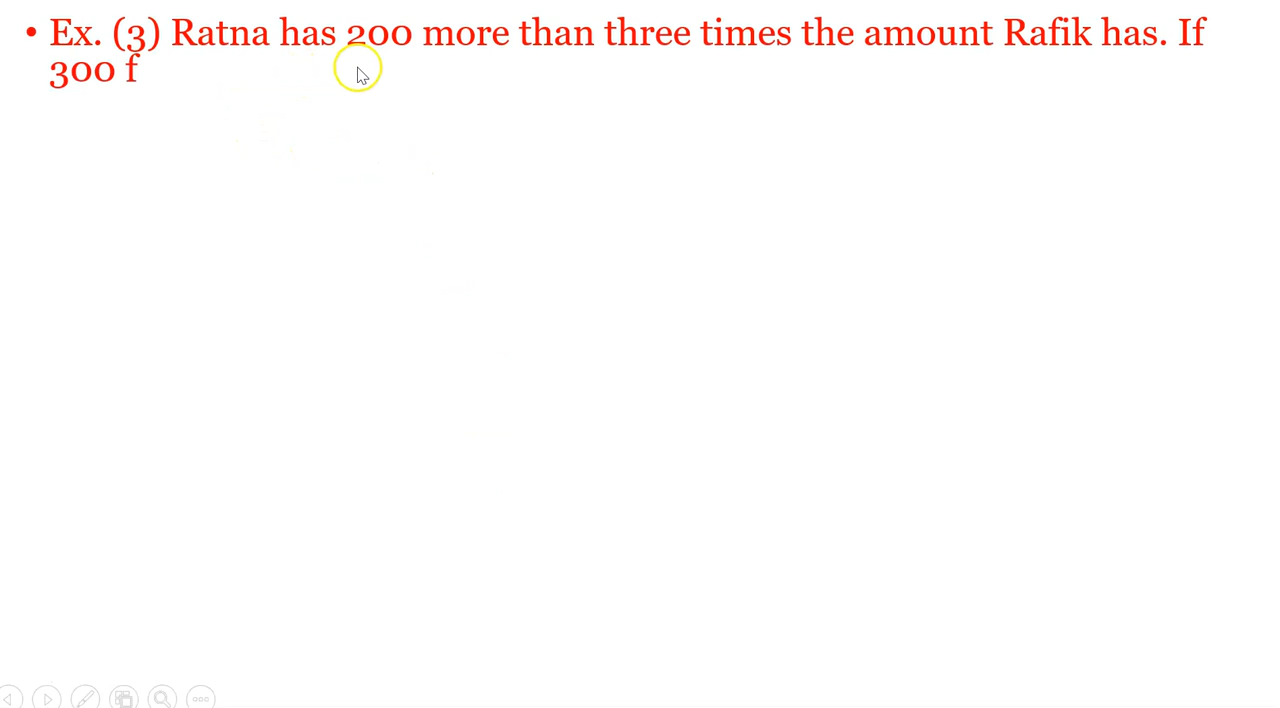 • Ex. (3) Ratna has 200 more than three times the amount Rafik has. If
300 f